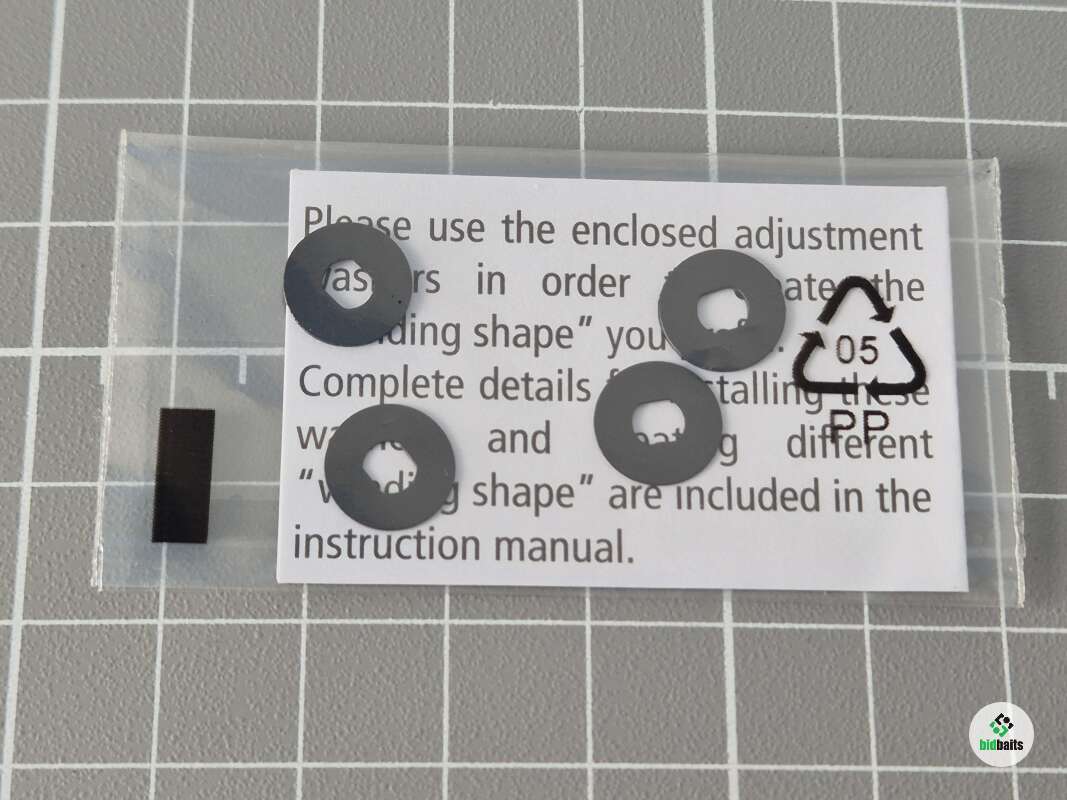 Please use the enclosed adjustment
in order the
shape" you
Complete details these
and different
shape" are included in the
instruction manual.
05
PP
bidbaits